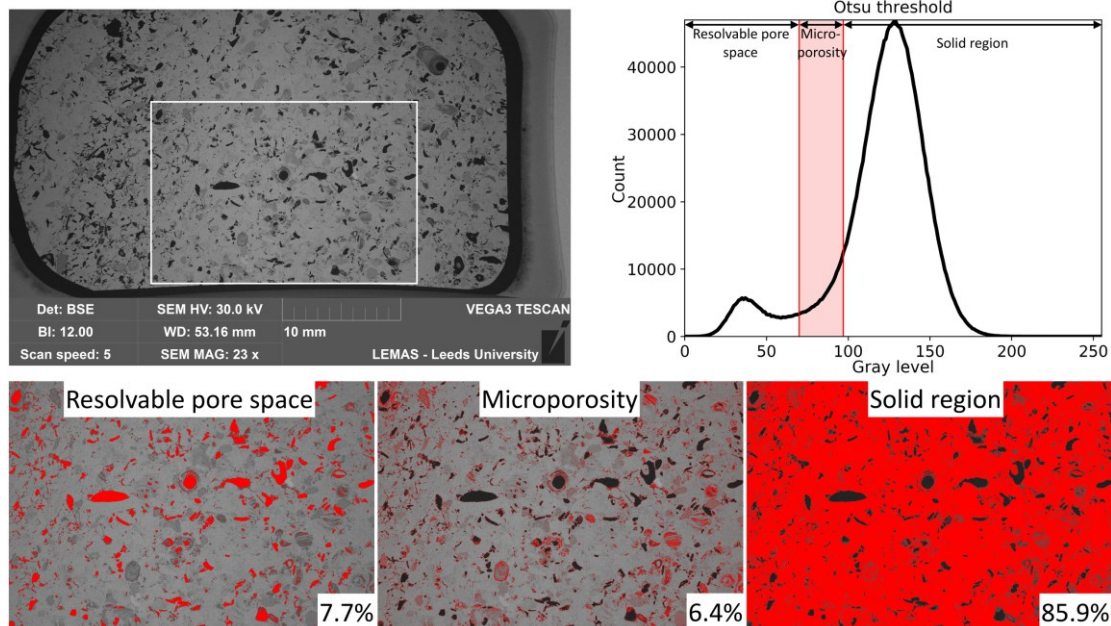 Det: BSE
SEM HV: 30.0 kV
VEGA3 TESCAN
BI: 12.00
WD: 53.16 mm
10 mm
Scan speed: 5
SEM MAG: 23 x
LEMAS - Leeds University
Otsu threshold
Resolvable pore
space
Micro-
porosity
Solid region
40000
30000
20000
10000
0
Count
0
50
100
150
200
250
Gray level
Resolvable pore space
7.7%
Microporosity
6.4%
Solid region
85.9%